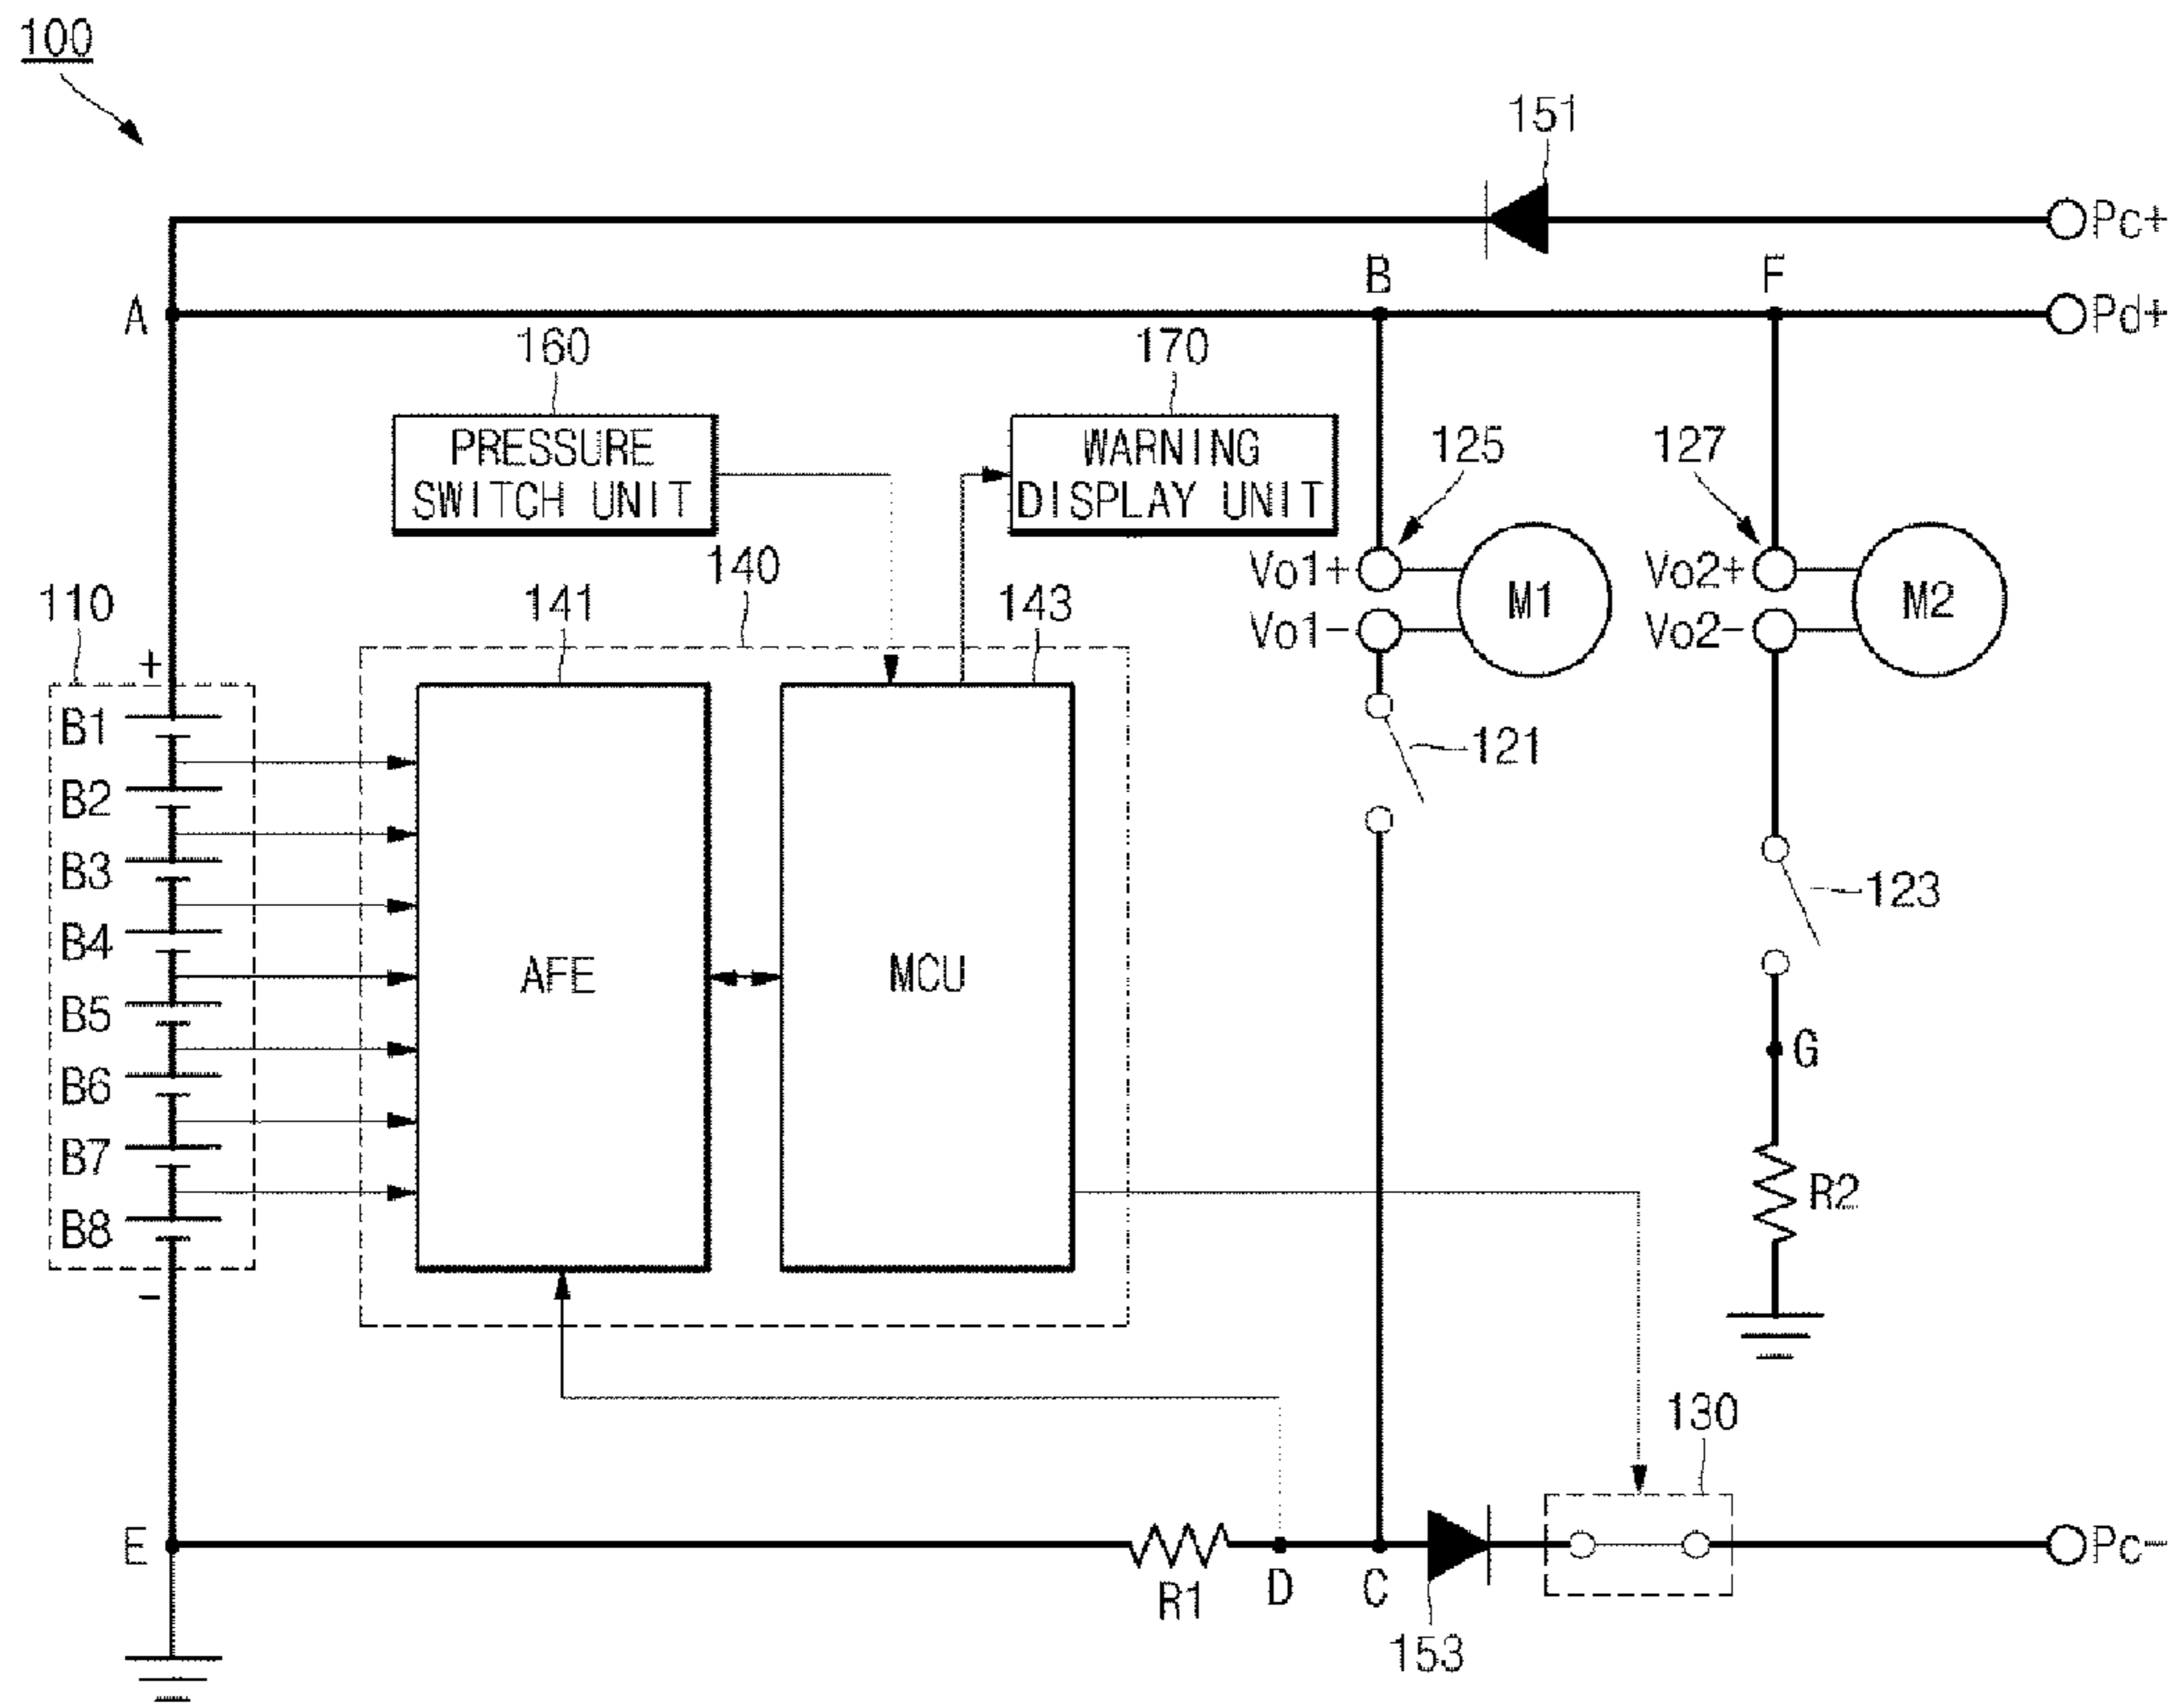 100
151
Pc+
B
F
A
Pd+
160
170
PRESSURE
SWITCH UNIT
WARNING
DISPLAY UNIT
125
127
Vo1+
M1
Vo2+
M2
Vo1-
Vo2-
110
141
140
143
+
B1
121
B2
B3
123
B4
AFE
MCU
B5
G
B6
B7
R2
B8
-
130
E
R1
D
C
Pc-
153